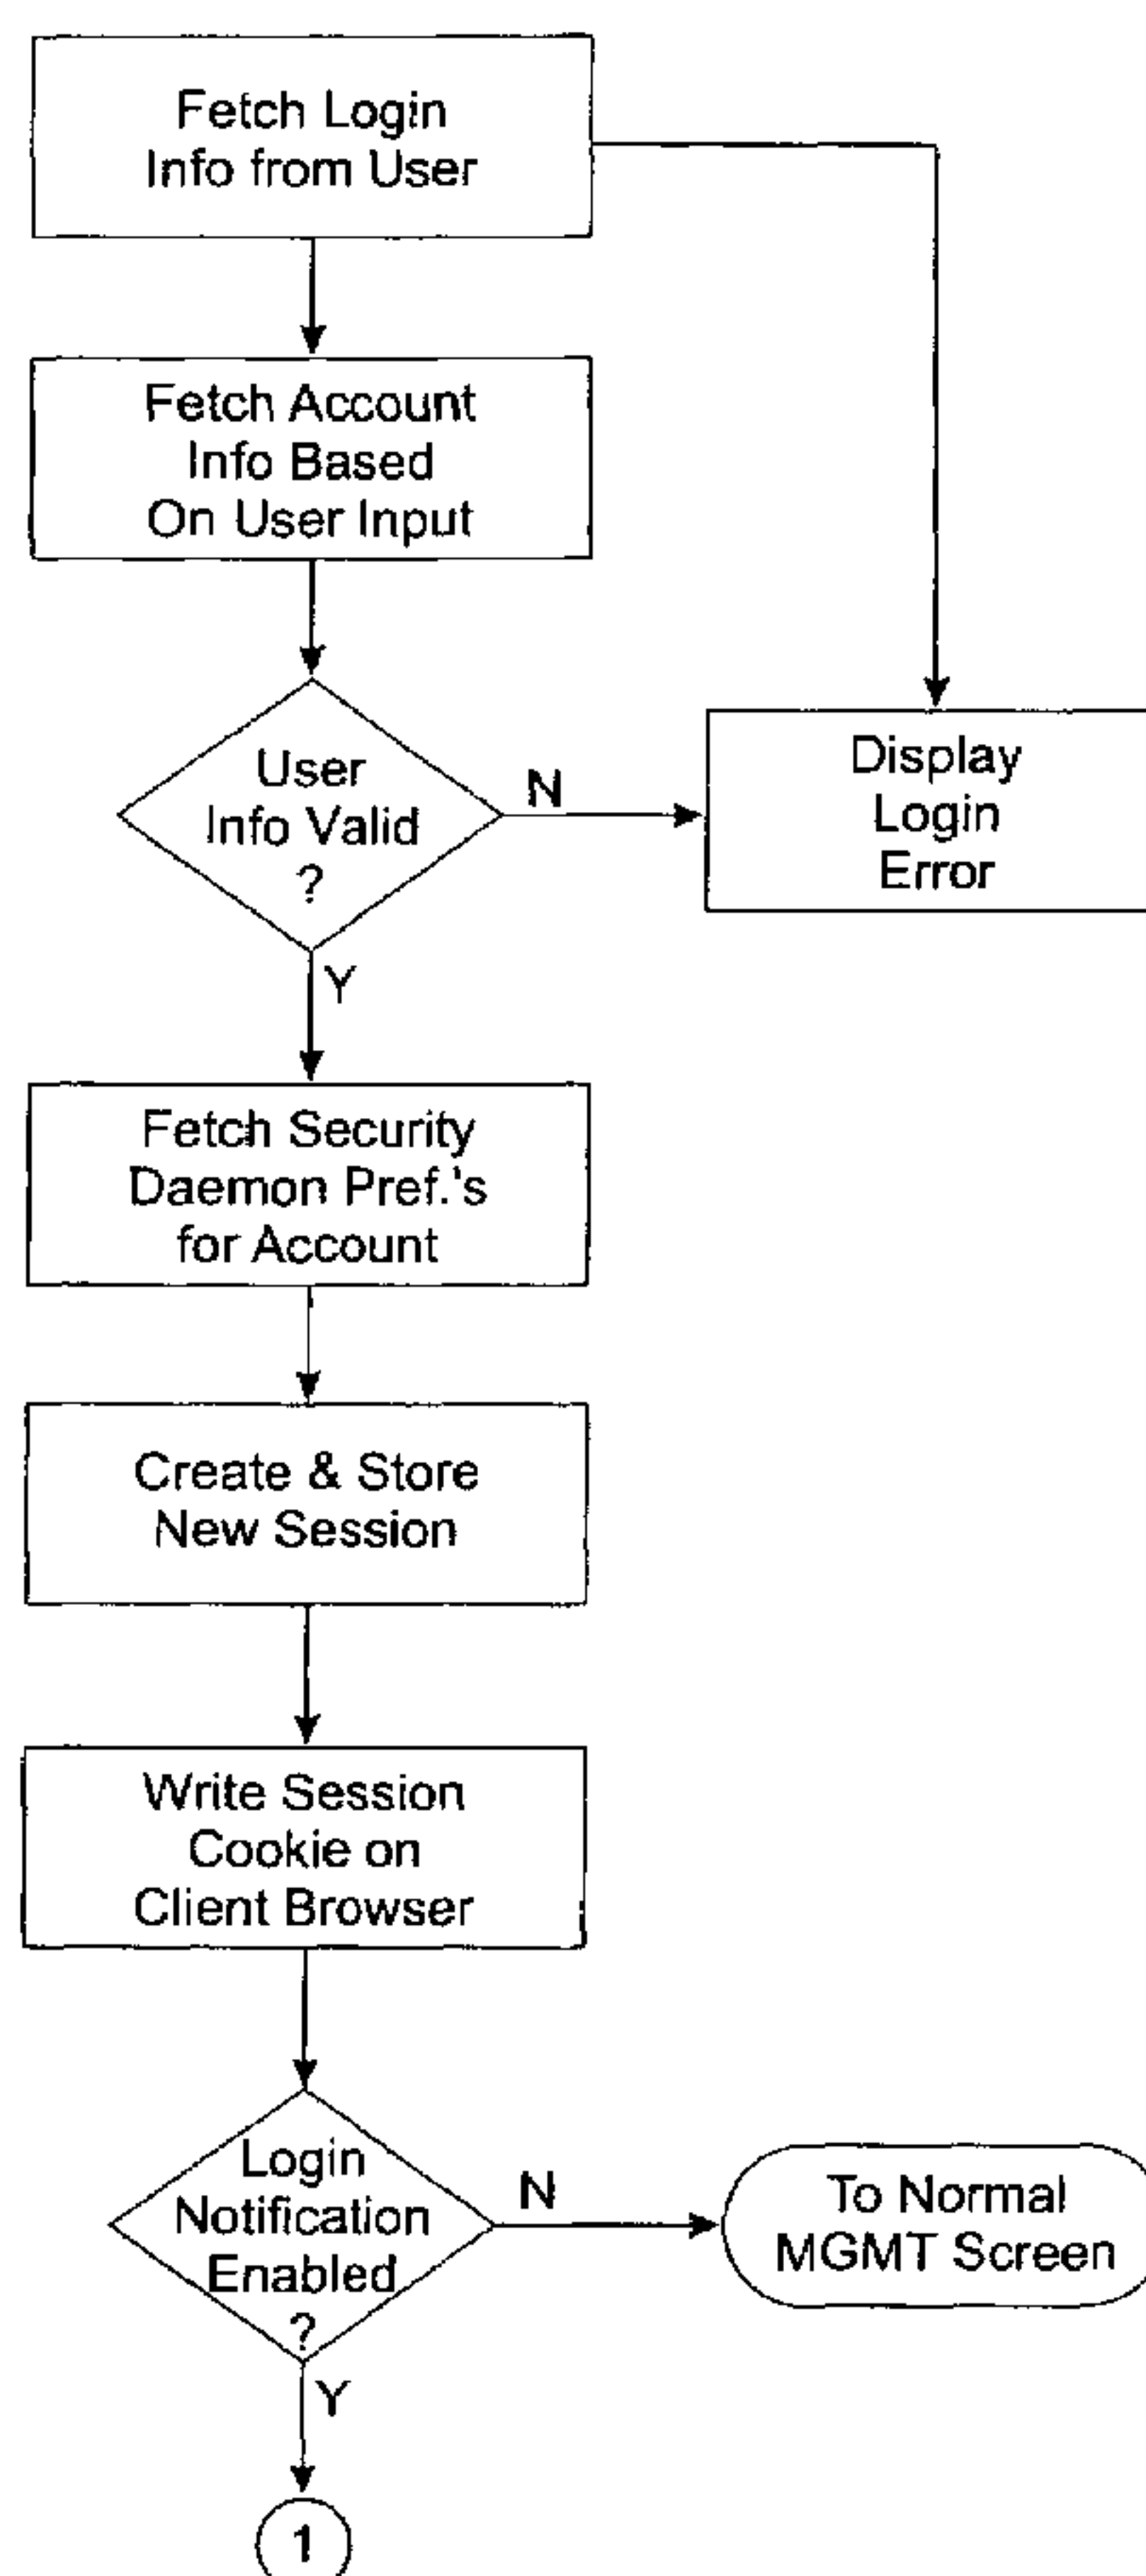 Fetch Login
Info from User
Fetch Account
Info Based
On User Input
User
Info Valid
?
N
Display
Login
Error
Y
Fetch Security
Daemon Pref.'s
for Account
Create & Store
New Session
Write Session
Cookie on
Client Browser
Login
Notification
Enabled
?
N
To Normal
MGMT Screen
Y
1